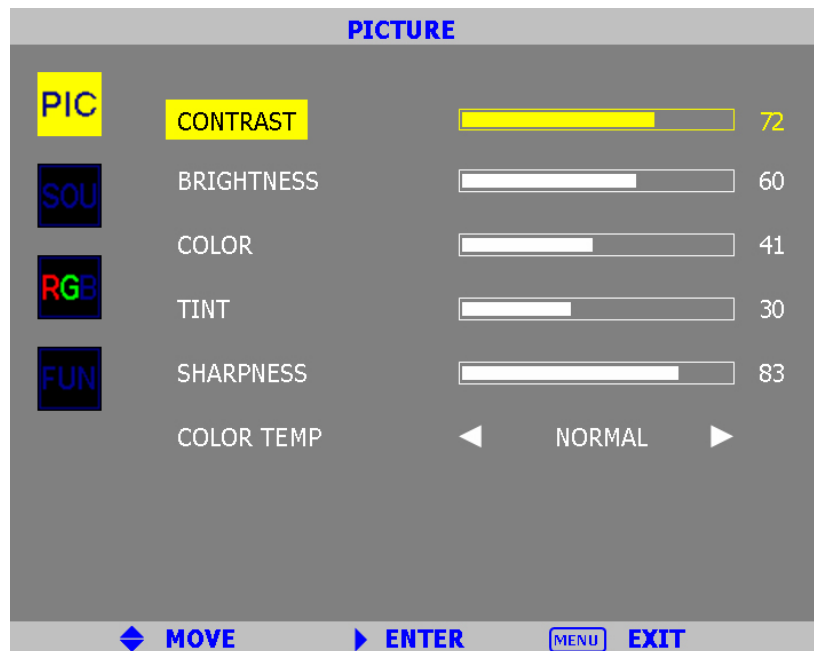 PICTURE
PIC
CONTRAST 72
BRIGHTNESS 60
SOU
COLOR 41
RGB
TINT 30
SHARPNESS 83
FUN
COLOR TEMP NORMAL
MOVE ENTER MENU EXIT